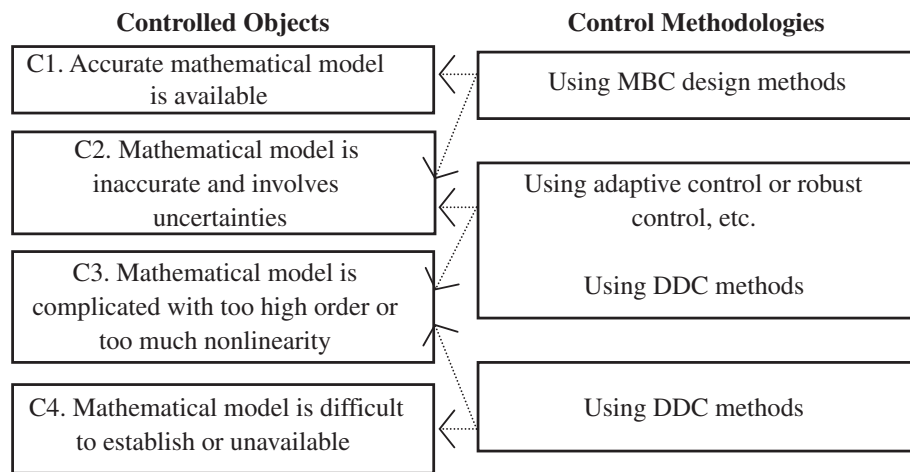 Controlled Objects
C1. Accurate mathematical model
is available
C2. Mathematical model is
inaccurate and involves
uncertainties
C3. Mathematical model is
complicated with too high order or
too much nonlinearity
C4. Mathematical model is difficult
to establish or unavailable
Control Methodologies
Using MBC design methods
Using adaptive control or robust
control, etc.
Using DDC methods
Using DDC methods